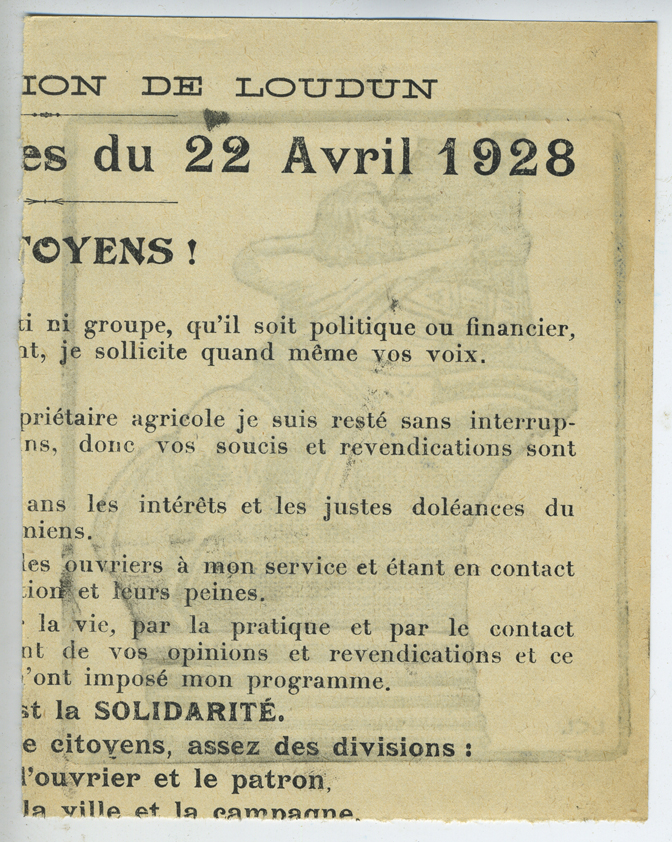 ION DE LOUDUN
es du 22 Avril 1928
TOYENS !
ti ni groupe, qu'il soit politique ou financier,
nt, je sollicite quand même vos voix.
priétaire agricole je suis resté sans interrup-
ns, donc vos soucis et revendications sont
ans les intérêts et les justes doléances du
niens.
les ouvriers à mon service et étant en contact
tion et leurs peines.
r la vie, par la pratique et par le contact
nt de vos opinions et revendications et ce
'ont imposé mon programme.
st la SOLIDARITÉ.
e citoyens, assez des divisions :
l'ouvrier et le patron,
la ville et la campagne,